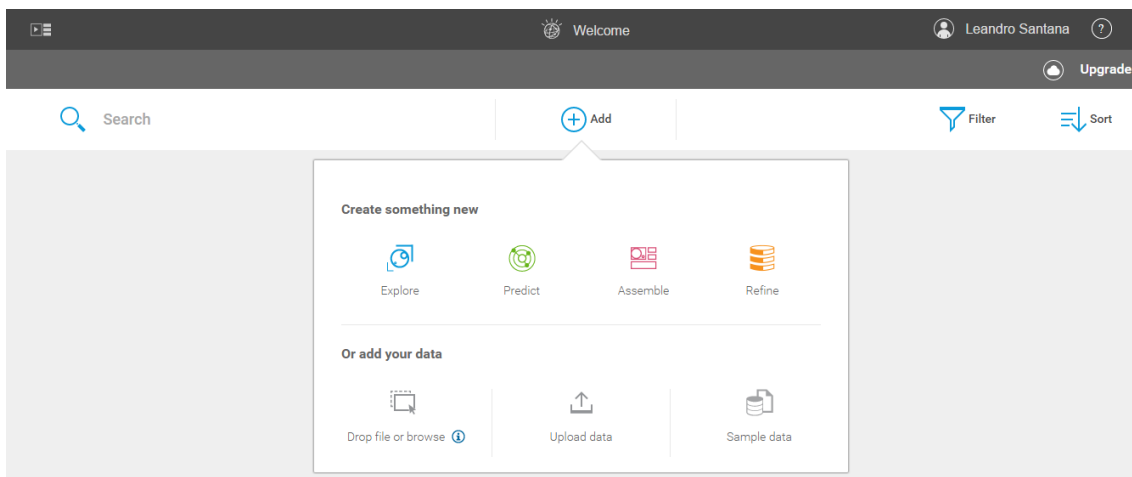 Welcome
Leandro Santana ?
Upgrade
Search
Add
Filter
Sort
Create something new
Explore
Predict
Assemble
Refine
Or add your data
Drop file or browse i
Upload data
Sample data